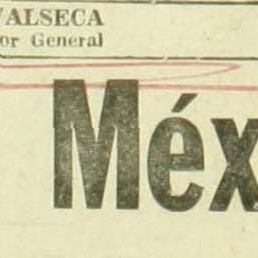 VALSECA
or General
Méx